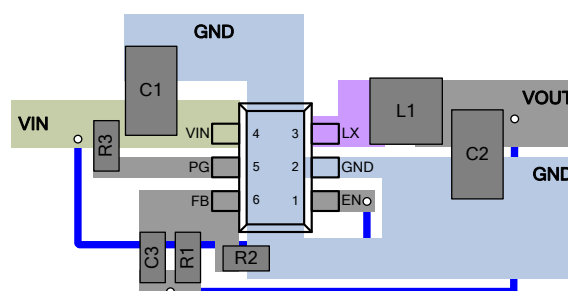 GND
C1
L1
VOUT
VIN
VIN
4
3
LX
R3
C2
PG
5
2
GND
GND
FB
6
1
EN
C3
R1
R2